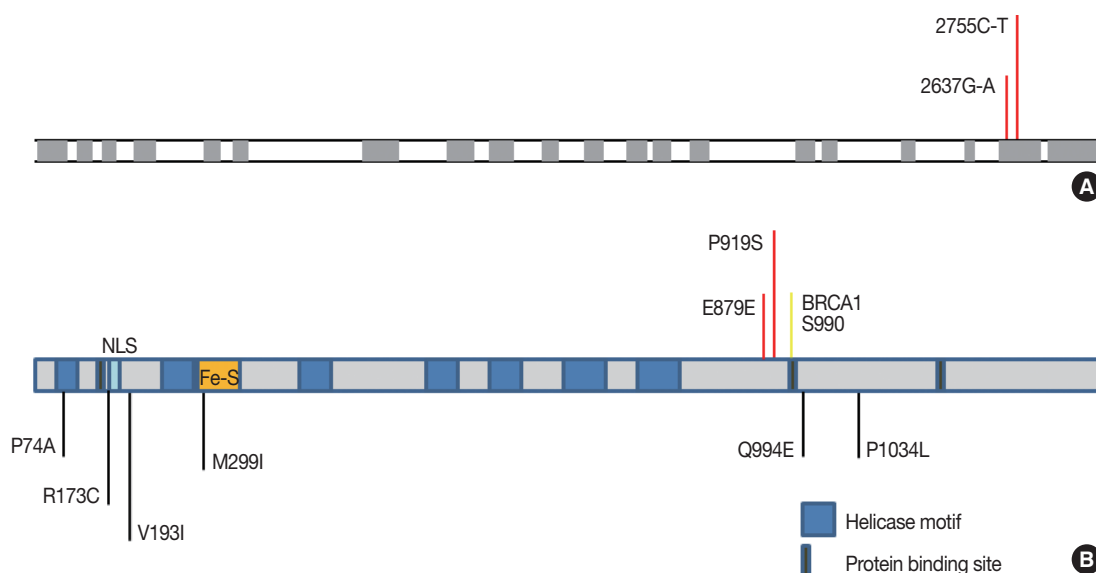 2755C-T
2637G-A
A
P919S
E879E
BRCA1
S990
NLS
Fe-S
P74A
M299I
Q994E
P1034L
R173C
V193I
Helicase motif
Protein binding site
B